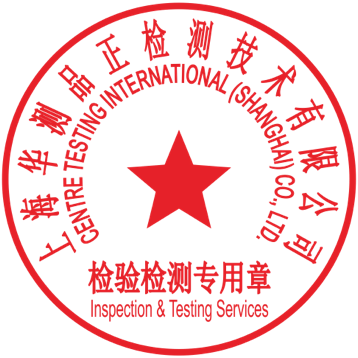 上海华测品正检测技术有限公司
CENTRE TESTING INTERNATIONAL (SHANGHAI) CO., LTD.
检验检测专用章
Inspection & Testing Services